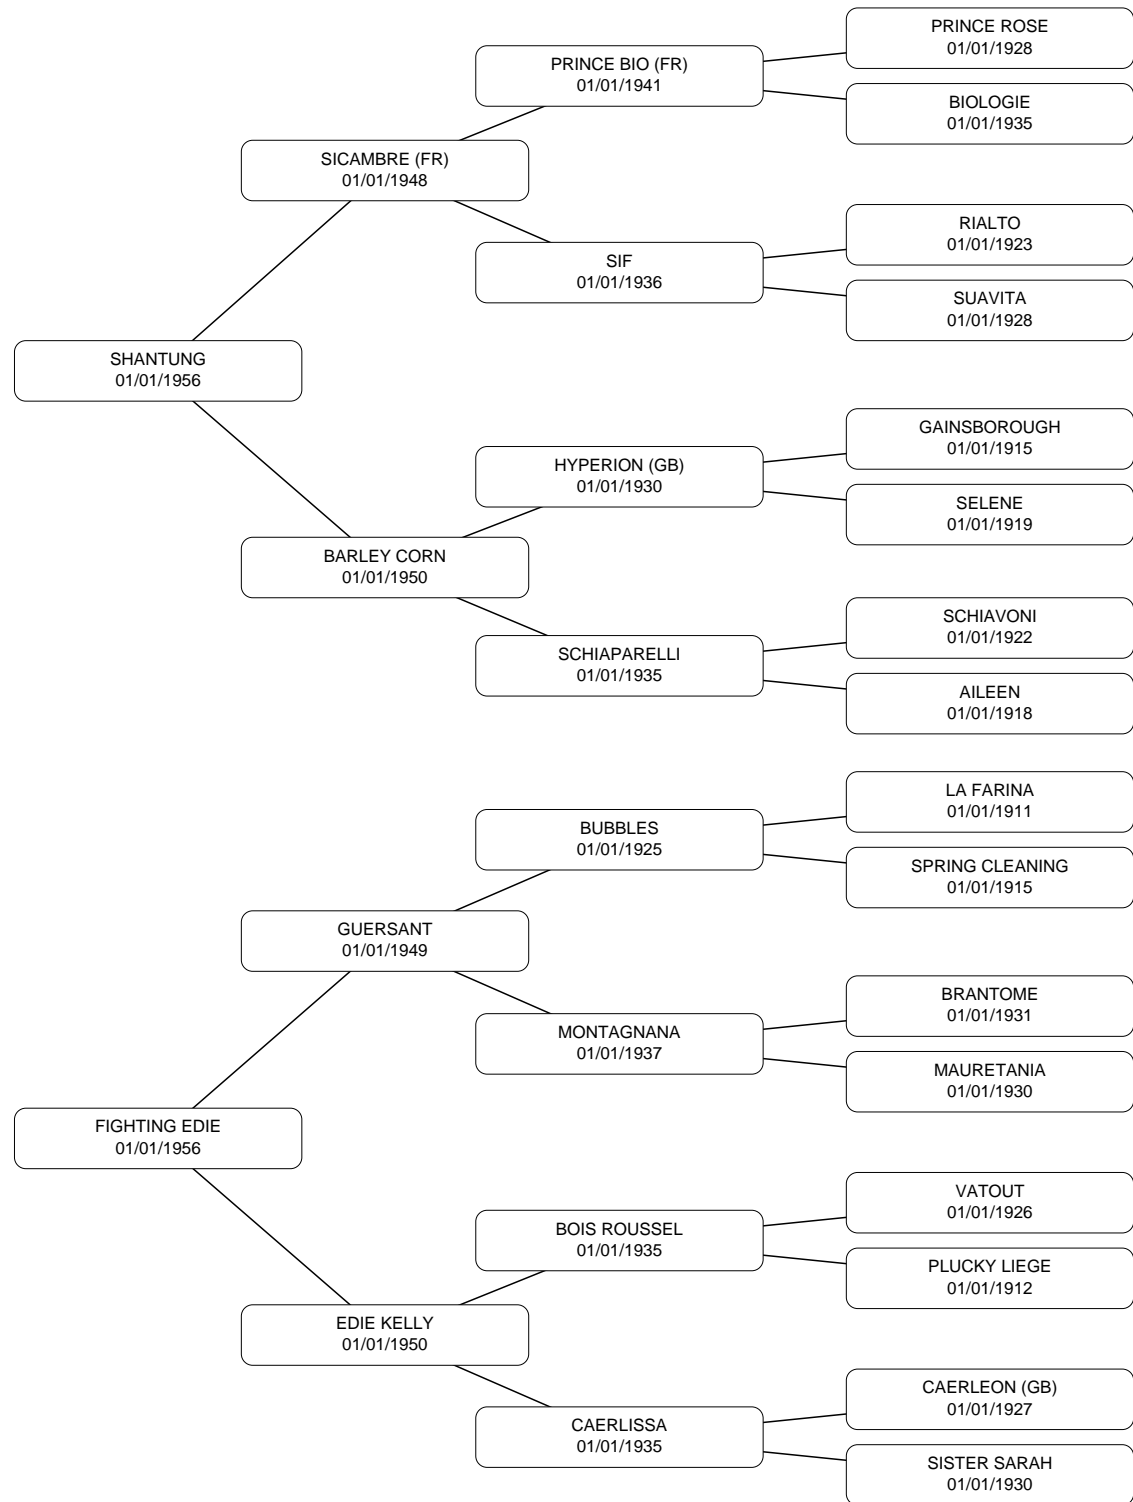 PRINCE ROSE
01/01/1928
PRINCE BIO (FR)
01/01/1941
BIOLOGIE
01/01/1935
SICAMBRE (FR)
01/01/1948
RIALTO
01/01/1923
SIF
01/01/1936
SUAVITA
01/01/1928
SHANTUNG
01/01/1956
GAINSBOROUGH
01/01/1915
HYPERION (GB)
01/01/1930
SELENE
01/01/1919
BARLEY CORN
01/01/1950
SCHIAVONI
01/01/1922
SCHIAPARELLI
01/01/1935
AILEEN
01/01/1918
LA FARINA
01/01/1911
BUBBLES
01/01/1925
SPRING CLEANING
01/01/1915
GUERSANT
01/01/1949
BRANTOME
01/01/1931
MONTAGNANA
01/01/1937
MAURETANIA
01/01/1930
FIGHTING EDIE
01/01/1956
VATOUT
01/01/1926
BOIS ROUSSEL
01/01/1935
PLUCKY LIEGE
01/01/1912
EDIE KELLY
01/01/1950
CAERLEON (GB)
01/01/1927
CAERLISSA
01/01/1935
SISTER SARAH
01/01/1930